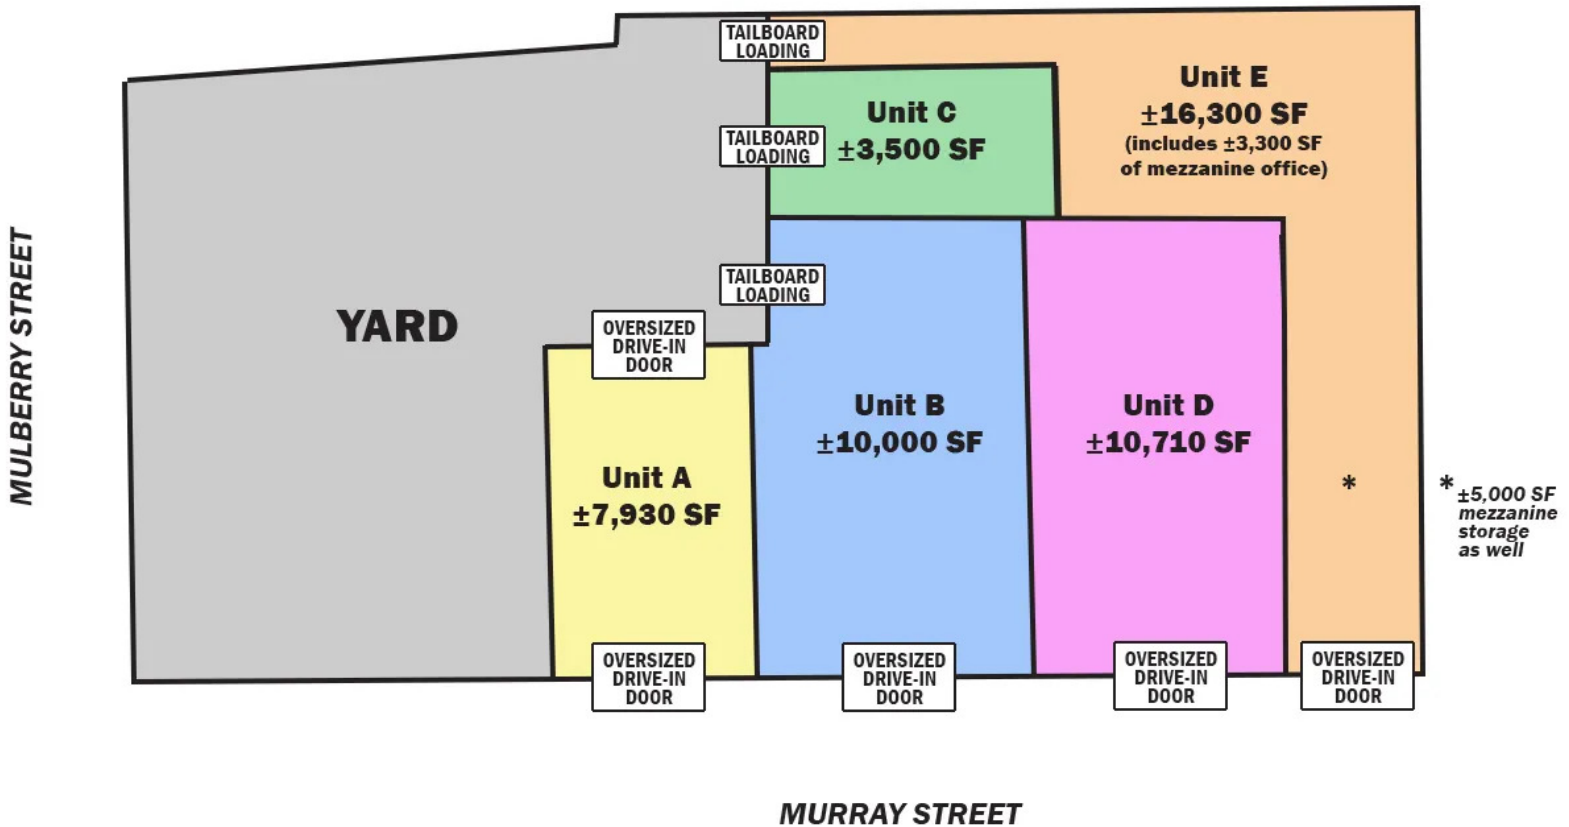 TAILBOARD
LOADING
Unit E
±16,300 SF
(includes ±3,300 SF
of mezzanine office)
Unit C
±3,500 SF
TAILBOARD
LOADING
MULBERRY STREET
TAILBOARD
LOADING
YARD
OVERSIZED
DRIVE-IN
DOOR
Unit B
±10,000 SF
Unit D
±10,710 SF
Unit A
±7,930 SF
*
*
±5,000 SF
mezzanine
storage
as well
OVERSIZED
DRIVE-IN
DOOR
OVERSIZED
DRIVE-IN
DOOR
OVERSIZED
DRIVE-IN
DOOR
OVERSIZED
DRIVE-IN
DOOR
MURRAY STREET